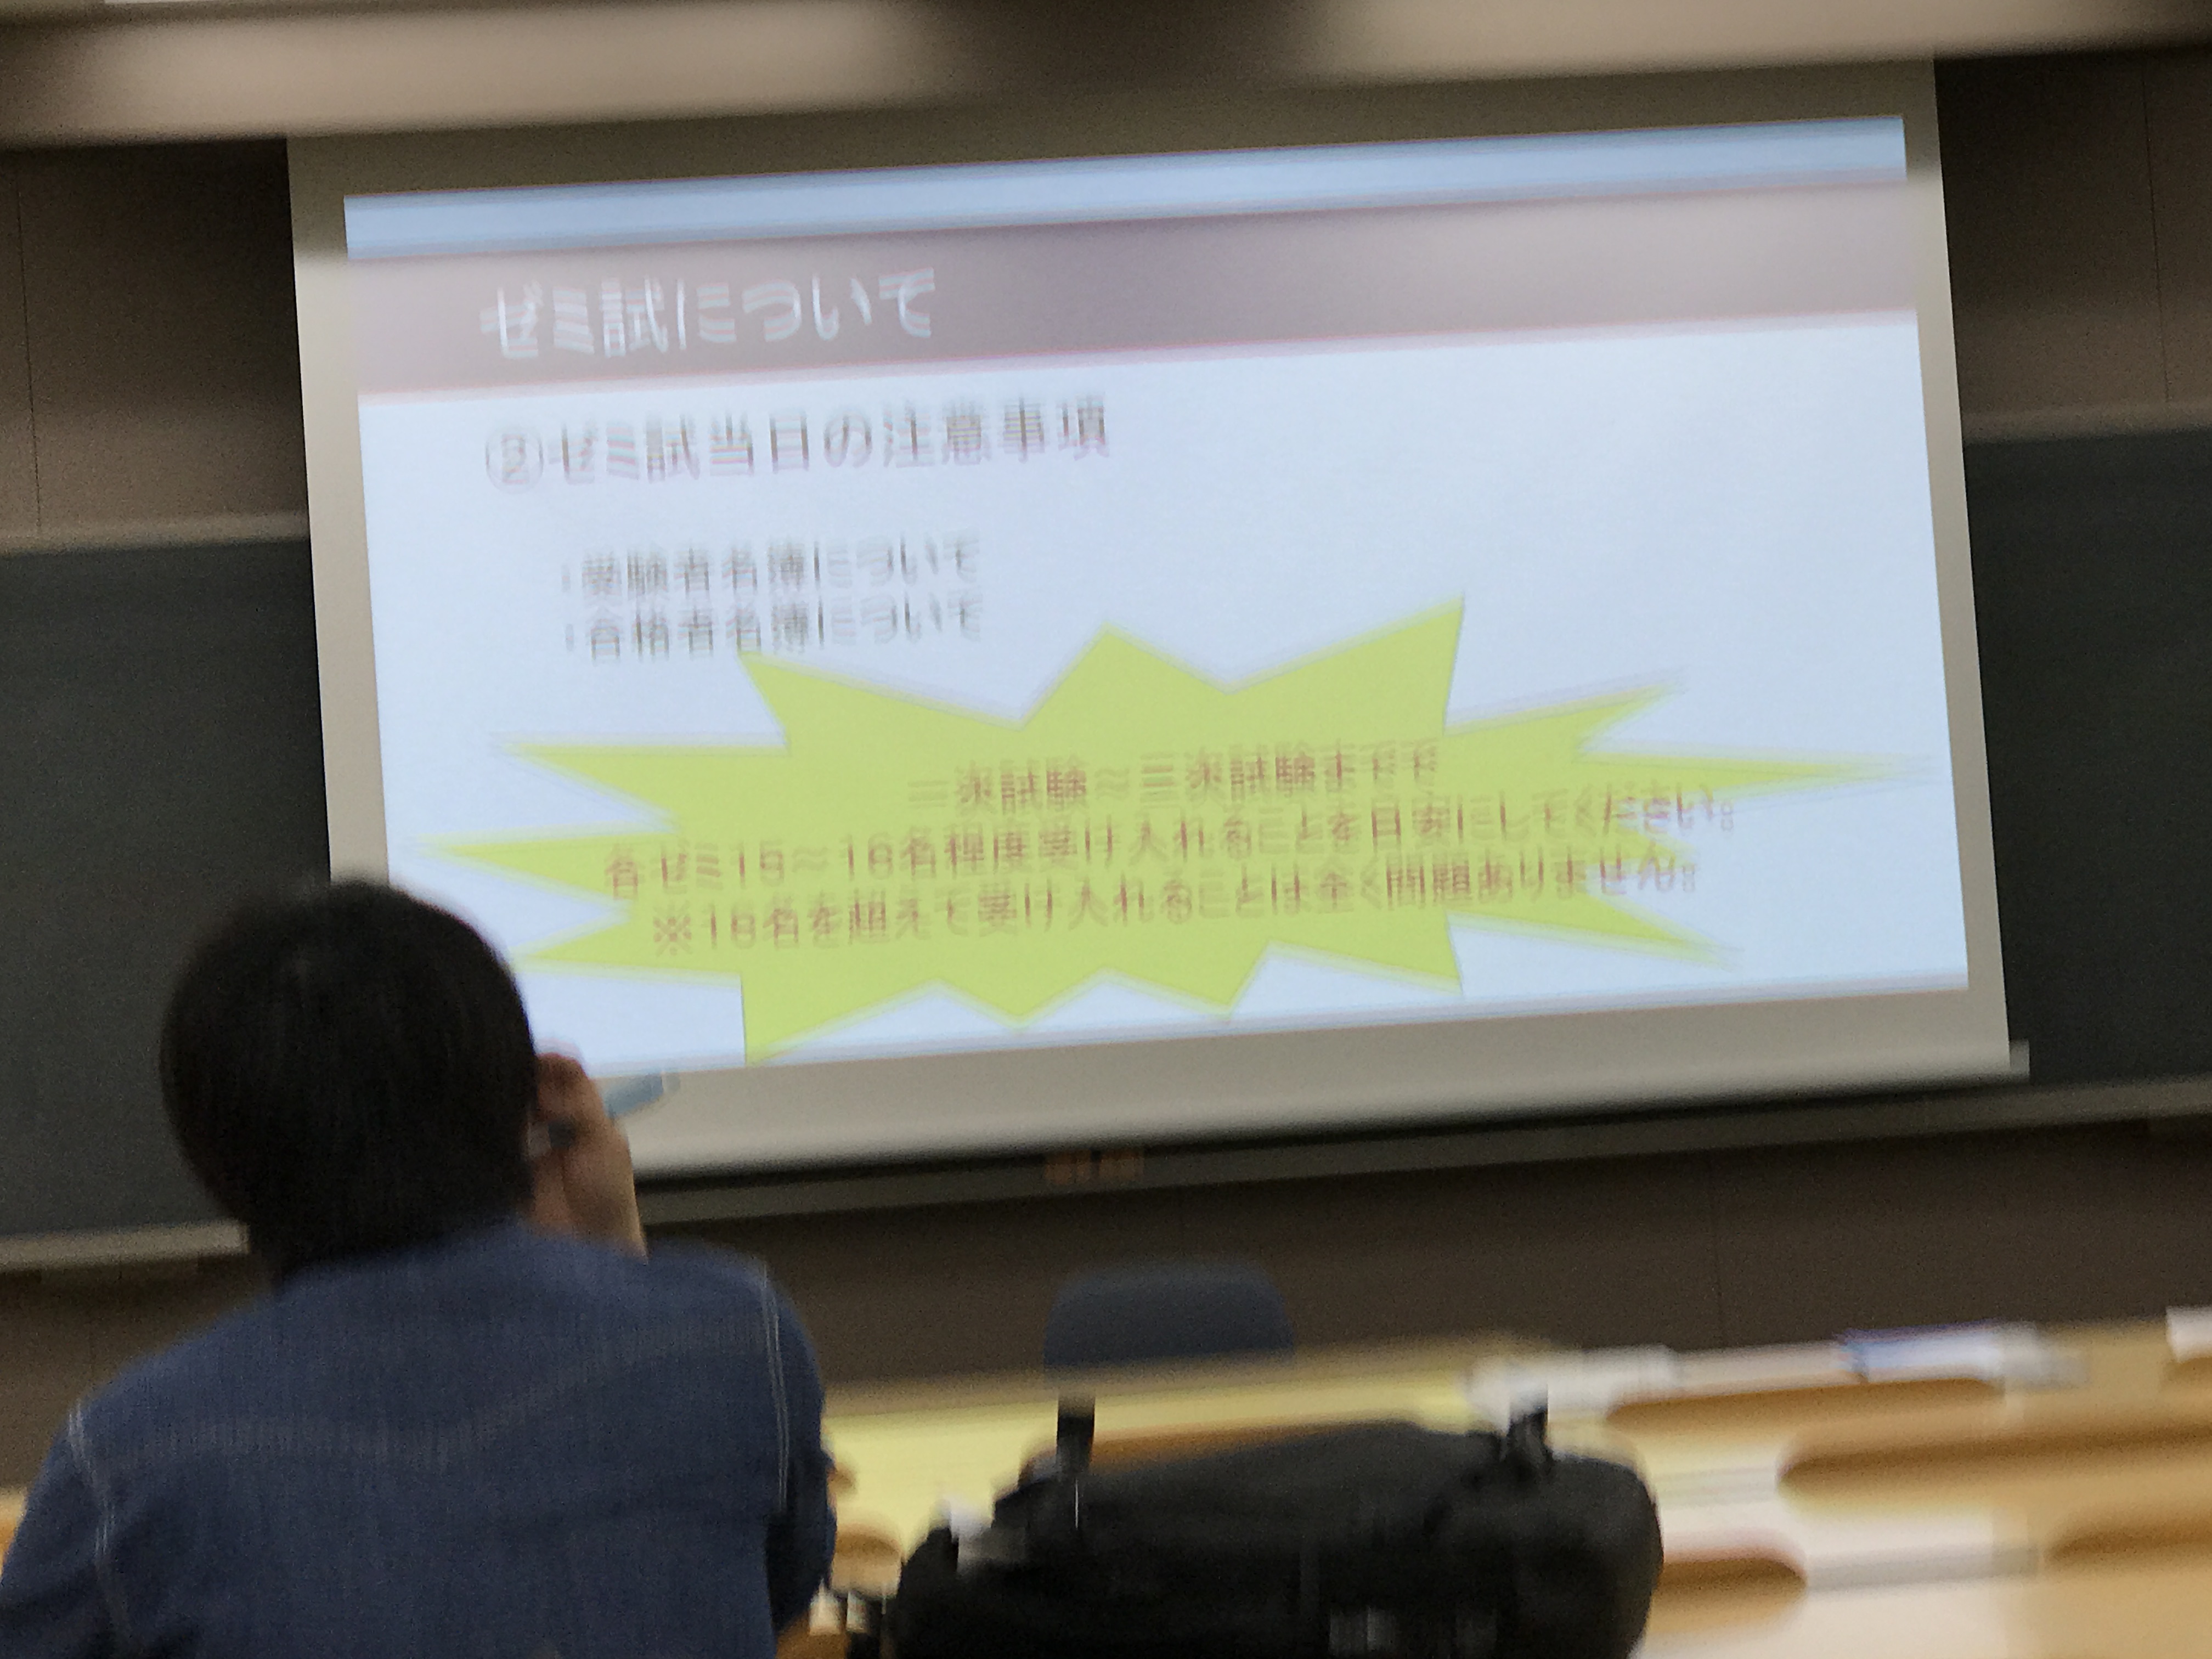 ゼミ試について
②ゼミ試当日の注意事項
・受験者名簿について
・合格者名簿について
一次試験～三次試験までで
各ゼミ15～16名程度受け入れることを目安にしてください。
※16名を超えて受け入れることは全く問題ありません。